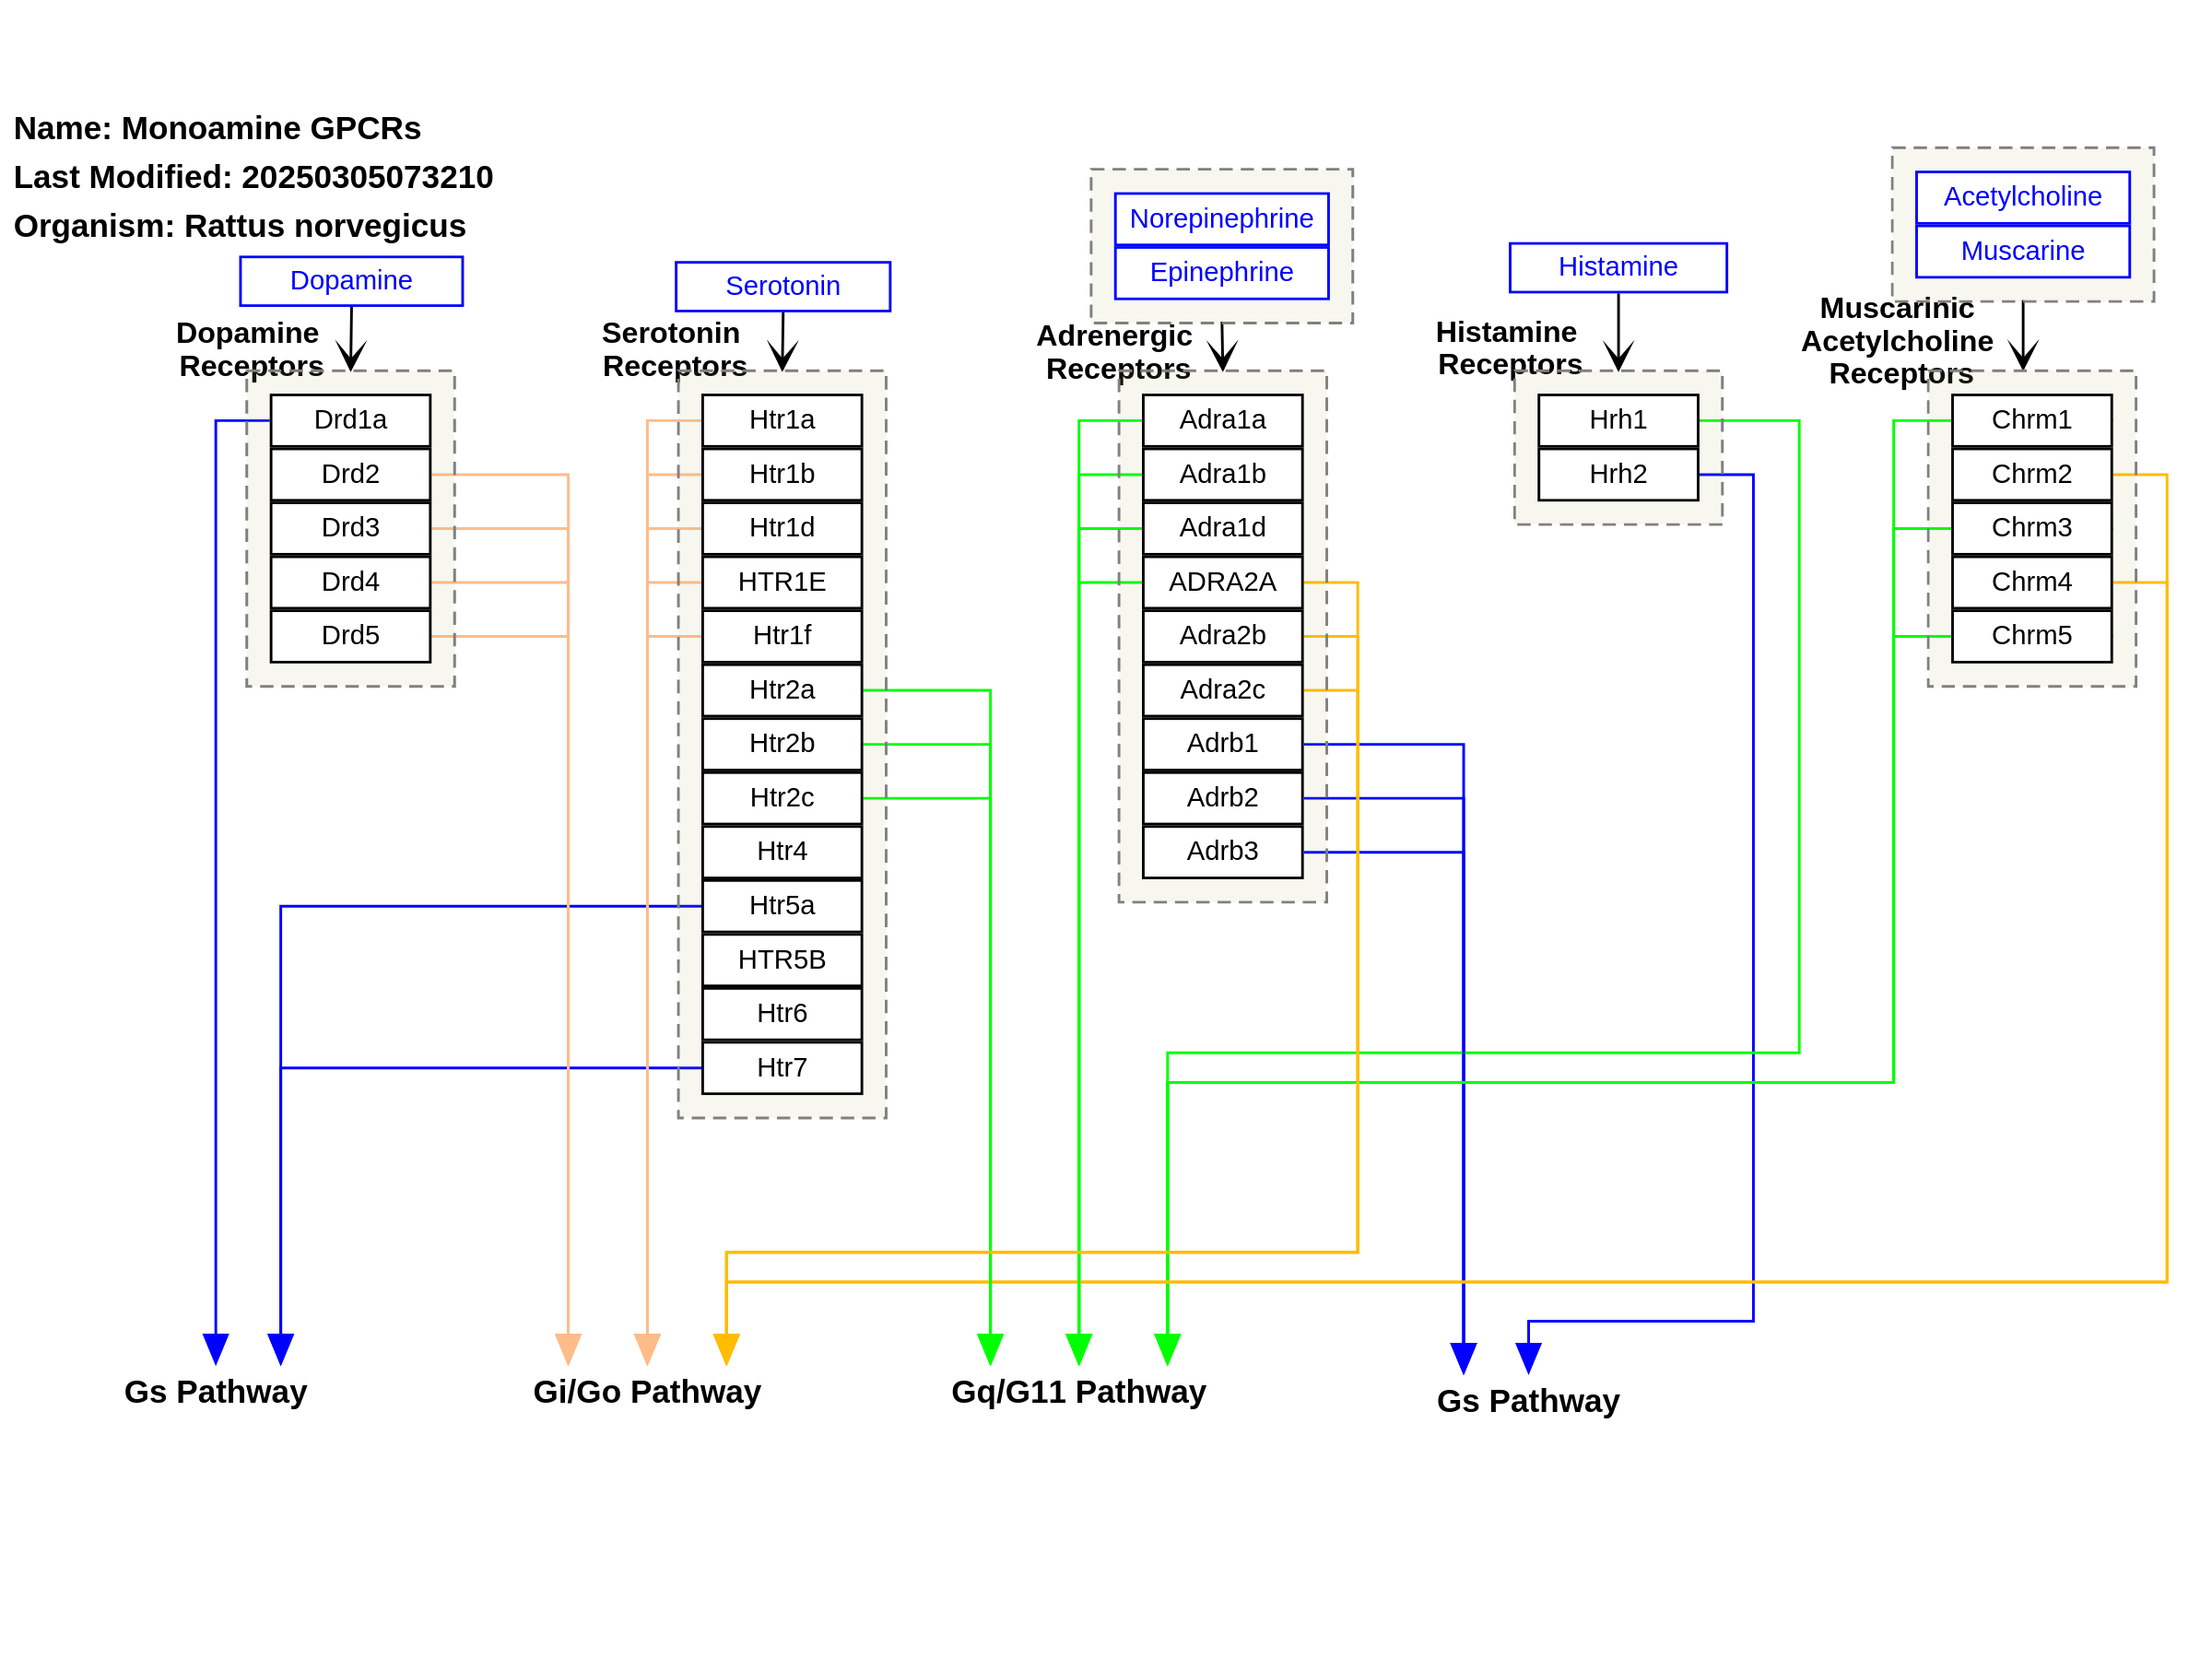 Name: Monoamine GPCRs
Last Modified: 20250305073210
Organism: Rattus norvegicus
Dopamine
Dopamine
Receptors
Drd1a
Drd2
Drd3
Drd4
Drd5
Serotonin
Serotonin
Receptors
Htr1a
Htr1b
Htr1d
HTR1E
Htr1f
Htr2a
Htr2b
Htr2c
Htr4
Htr5a
HTR5B
Htr6
Htr7
Norepinephrine
Epinephrine
Adrenergic
Receptors
Adra1a
Adra1b
Adra1d
ADRA2A
Adra2b
Adra2c
Adrb1
Adrb2
Adrb3
Histamine
Histamine
Receptors
Hrh1
Hrh2
Acetylcholine
Muscarine
Muscarinic
Acetylcholine
Receptors
Chrm1
Chrm2
Chrm3
Chrm4
Chrm5
Gs Pathway
Gi/Go Pathway
Gq/G11 Pathway
Gs Pathway